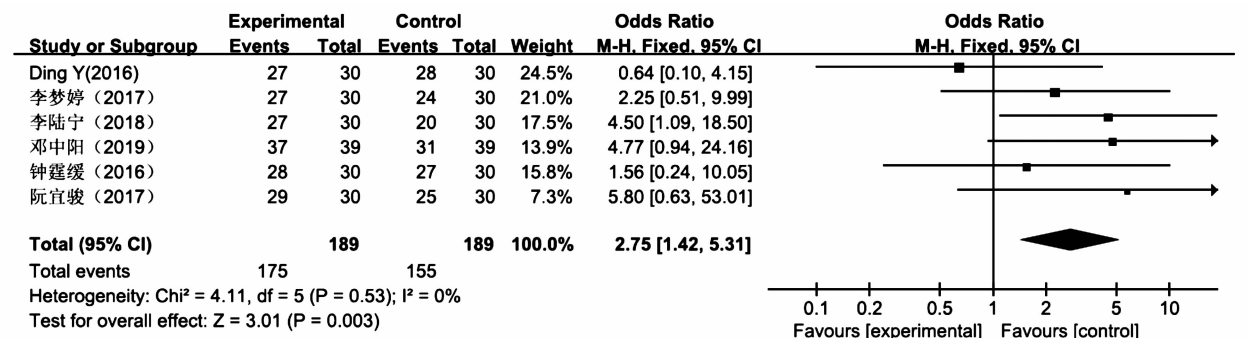 Experimental Control Odds Ratio Odds Ratio
Study or Subgroup Events Total Events Total Weight M-H, Fixed, 95% CI M-H, Fixed, 95% CI
Ding Y(2016) 27 30 28 30 24.5% 0.64 [0.10, 4.15]
李梦婷（2017） 27 30 24 30 21.0% 2.25 [0.51, 9.99]
李陆宁（2018） 27 30 20 30 17.5% 4.50 [1.09, 18.50]
邓中阳（2019） 37 39 31 39 13.9% 4.77 [0.94, 24.16]
钟霆缓（2016） 28 30 27 30 15.8% 1.56 [0.24, 10.05]
阮宜骏（2017） 29 30 25 30 7.3% 5.80 [0.63, 53.01]
Total (95% CI) 189 189 100.0% 2.75 [1.42, 5.31]
Total events 175 155
Heterogeneity: Chi² = 4.11, df = 5 (P = 0.53); I² = 0%
Test for overall effect: Z = 3.01 (P = 0.003)
0.1 0.2 0.5 1 2 5 10
Favours [experimental] Favours [control]